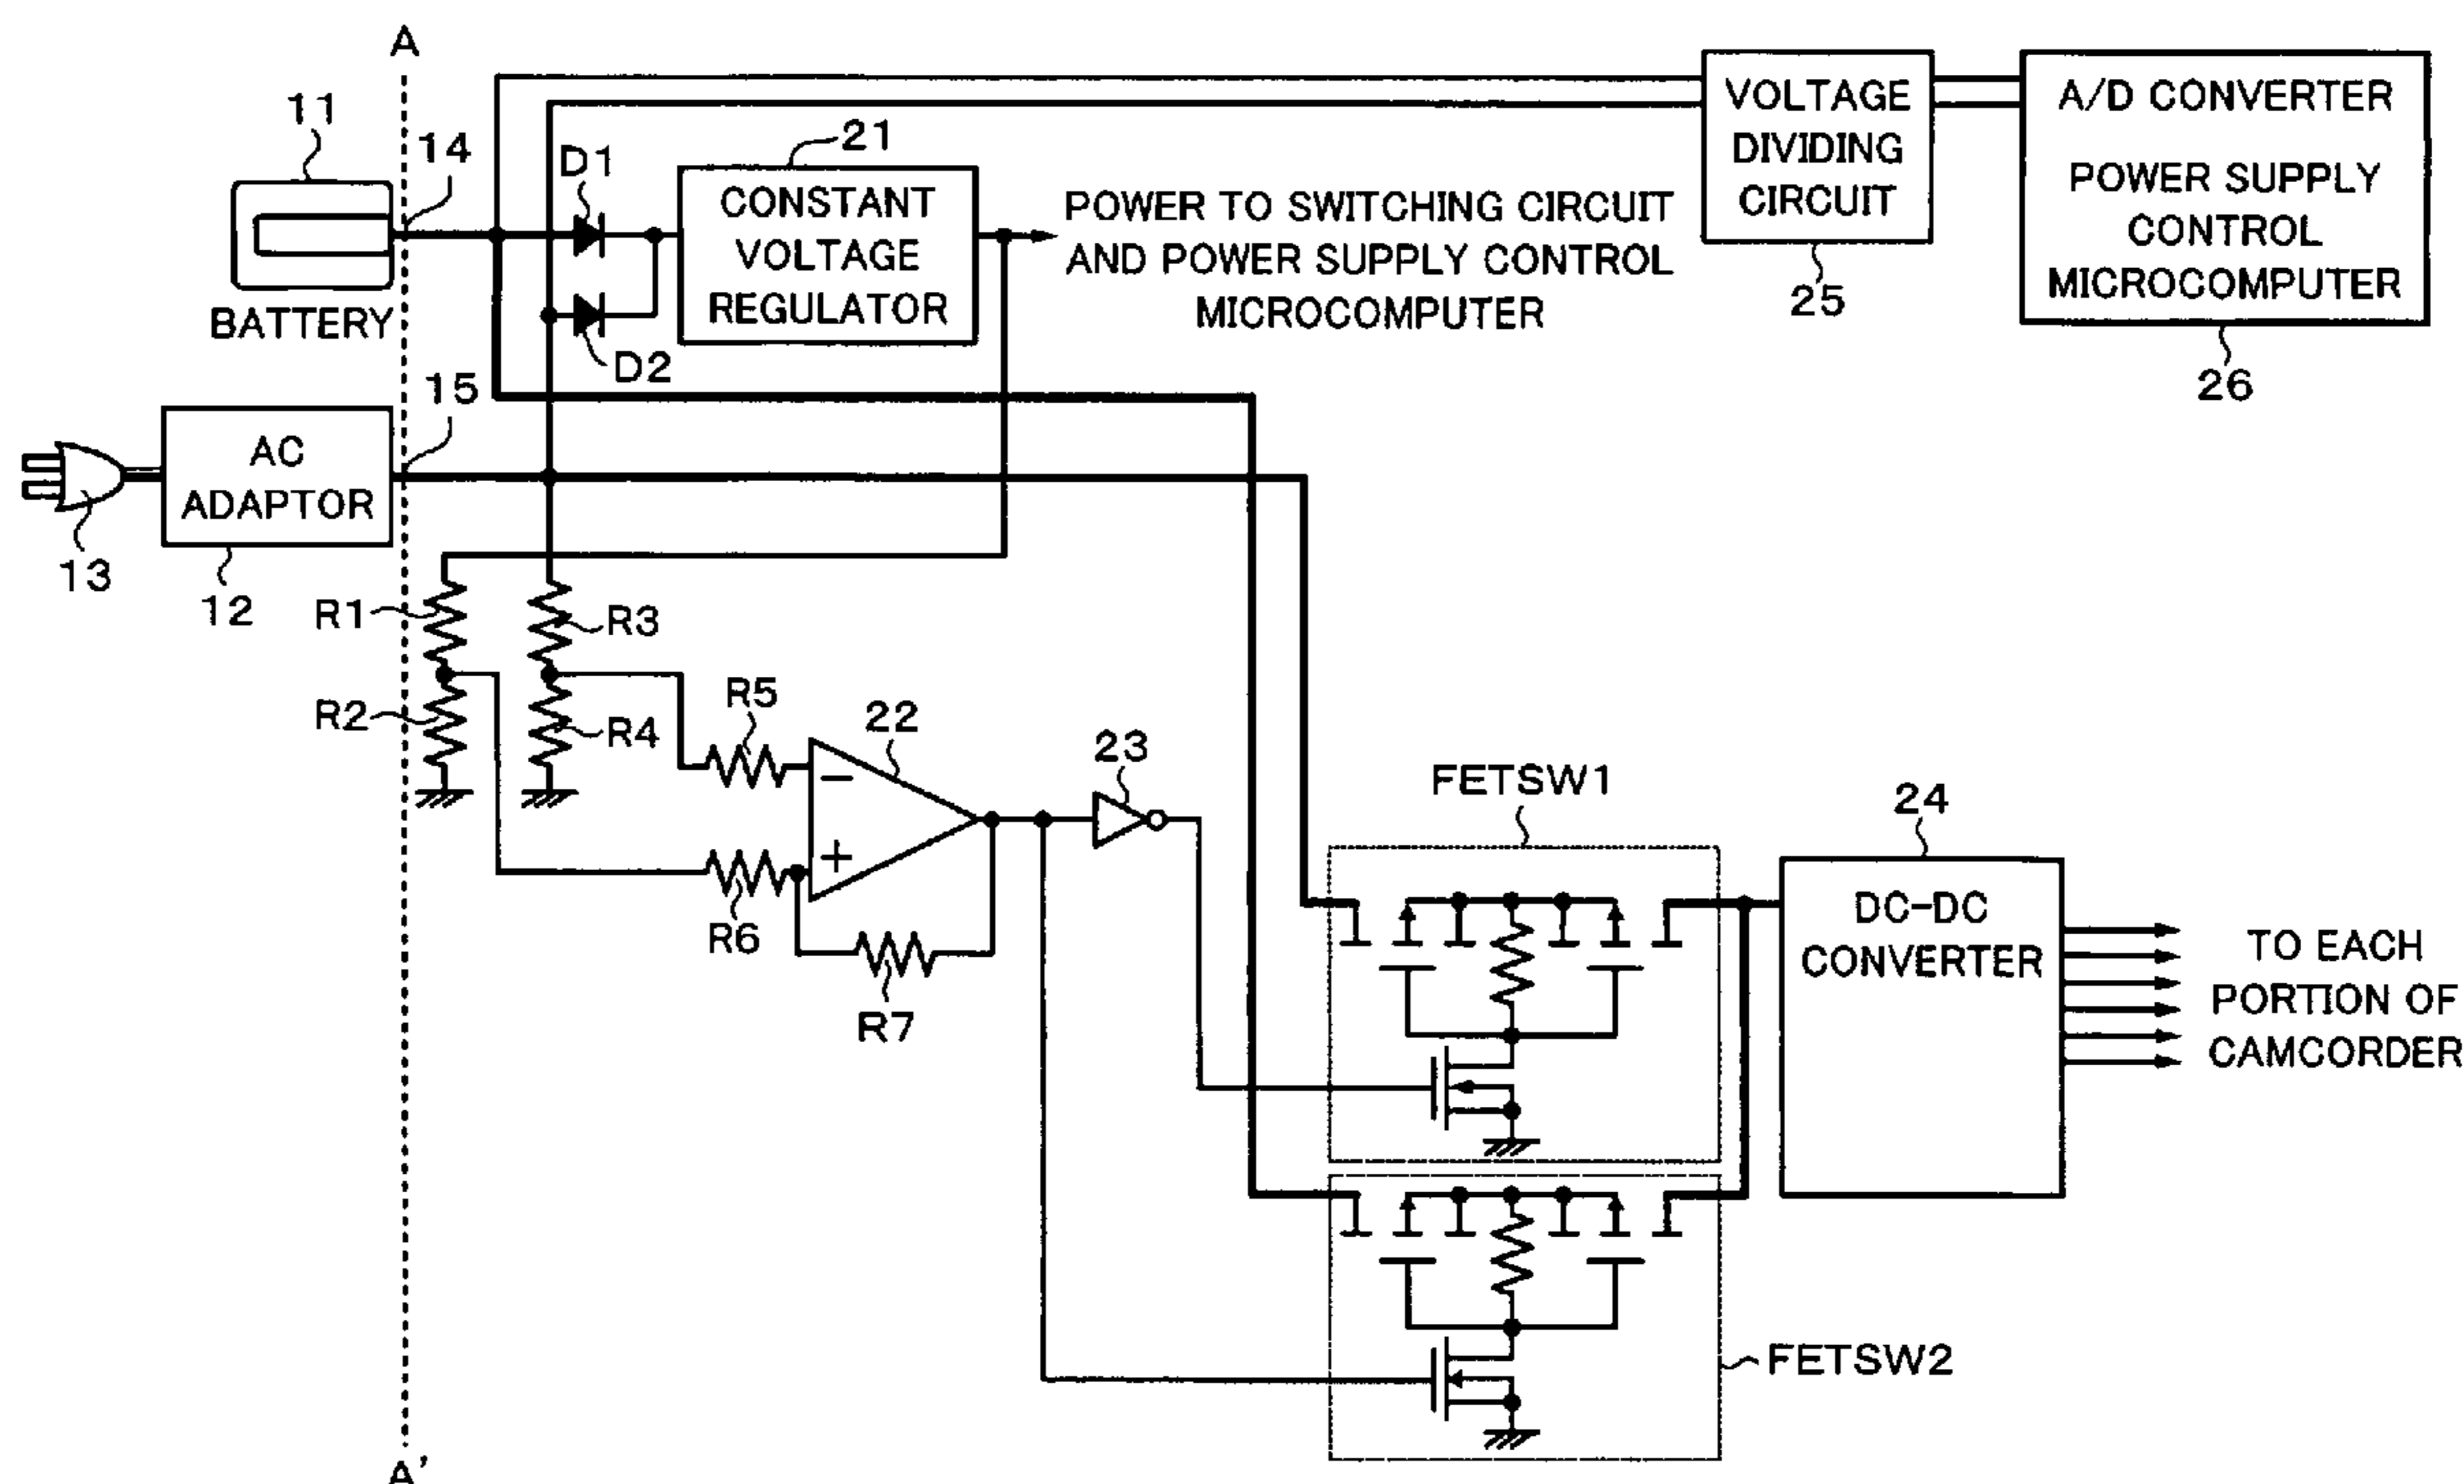 A
11
14
D1
21
CONSTANT
VOLTAGE
REGULATOR
POWER TO SWITCHING CIRCUIT
AND POWER SUPPLY CONTROL
MICROCOMPUTER
VOLTAGE
DIVIDING
CIRCUIT
25
A/D CONVERTER
POWER SUPPLY
CONTROL
MICROCOMPUTER
26
BATTERY
D2
15
AC
ADAPTOR
13
12
R1
R3
R2
R4
R5
22
23
−
+
R6
R7
FETSW1
24
DC-DC
CONVERTER
TO EACH
PORTION OF
CAMCORDER
FETSW2
A'